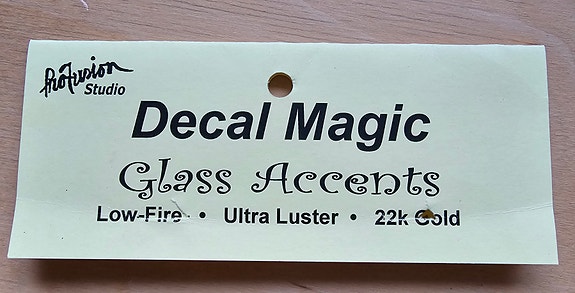 ProFusion
Studio
Decal Magic
Glass Accents
Low-Fire • Ultra Luster • 22k Gold